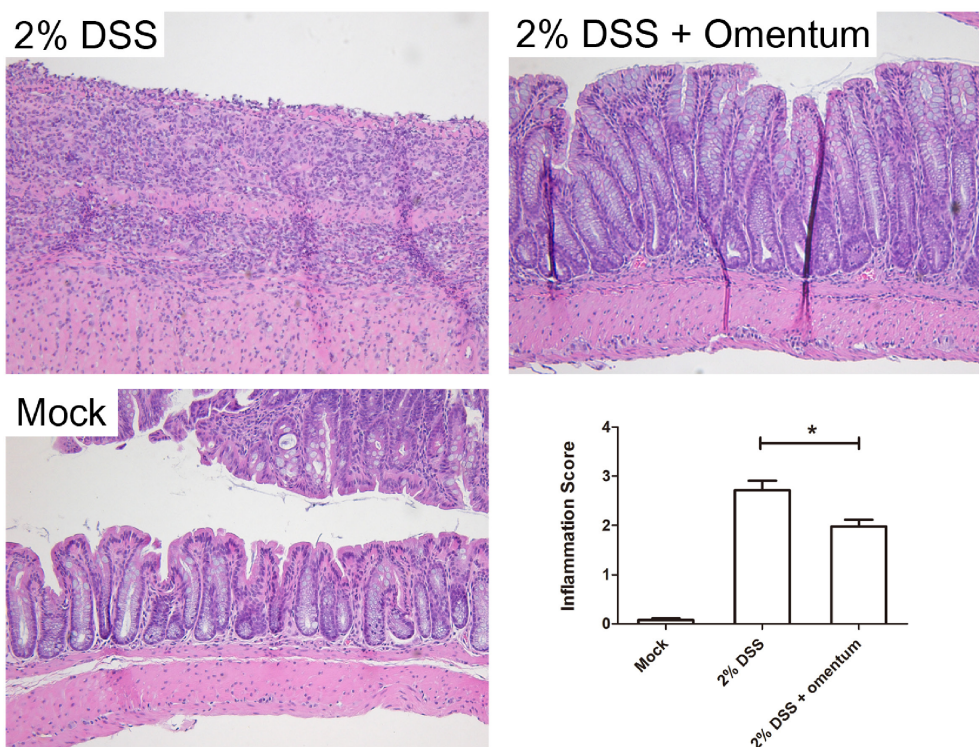 2% DSS
2% DSS + Omentum
Mock
*
4
3
2
1
0
Inflammation Score
Mock
2% DSS
2% DSS + omentum